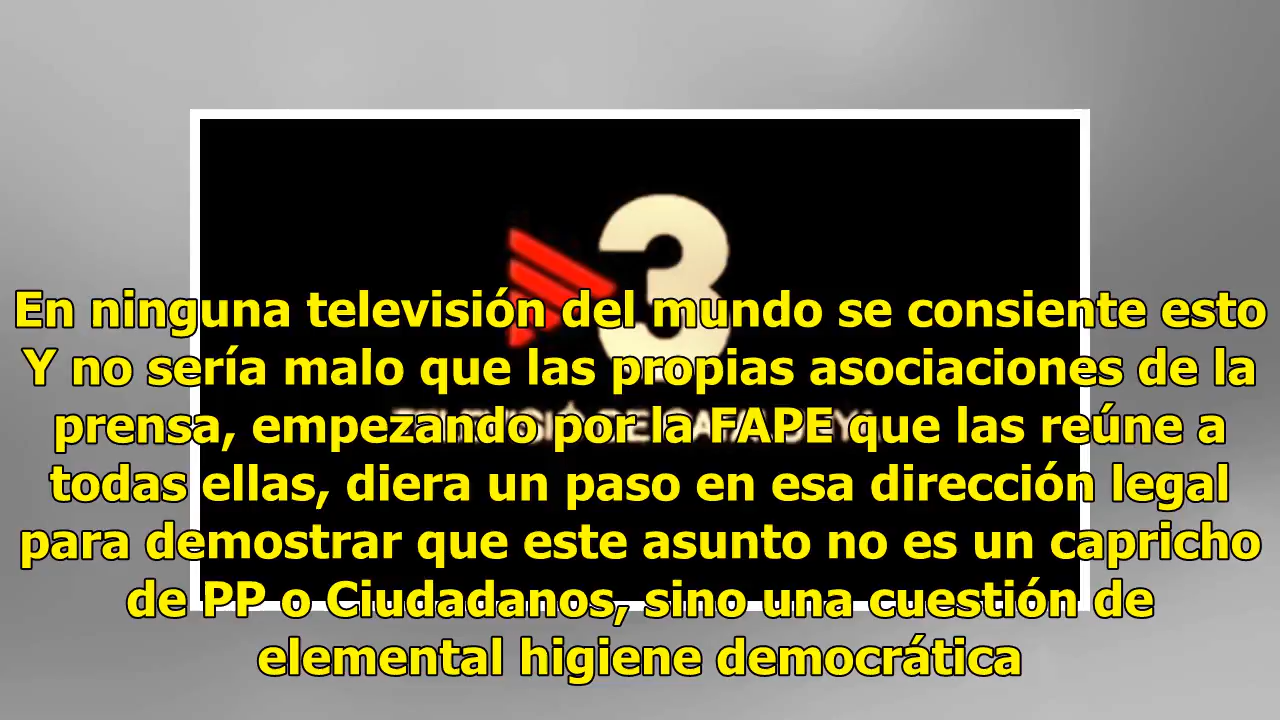 3
En ninguna televisión del mundo se consiente esto
Y no sería malo que las propias asociaciones de la
prensa, empezando por la FAPE que las reúne a
todas ellas, diera un paso en esa dirección legal
para demostrar que este asunto no es un capricho
de PP o Ciudadanos, sino una cuestión de
elemental higiene democrática